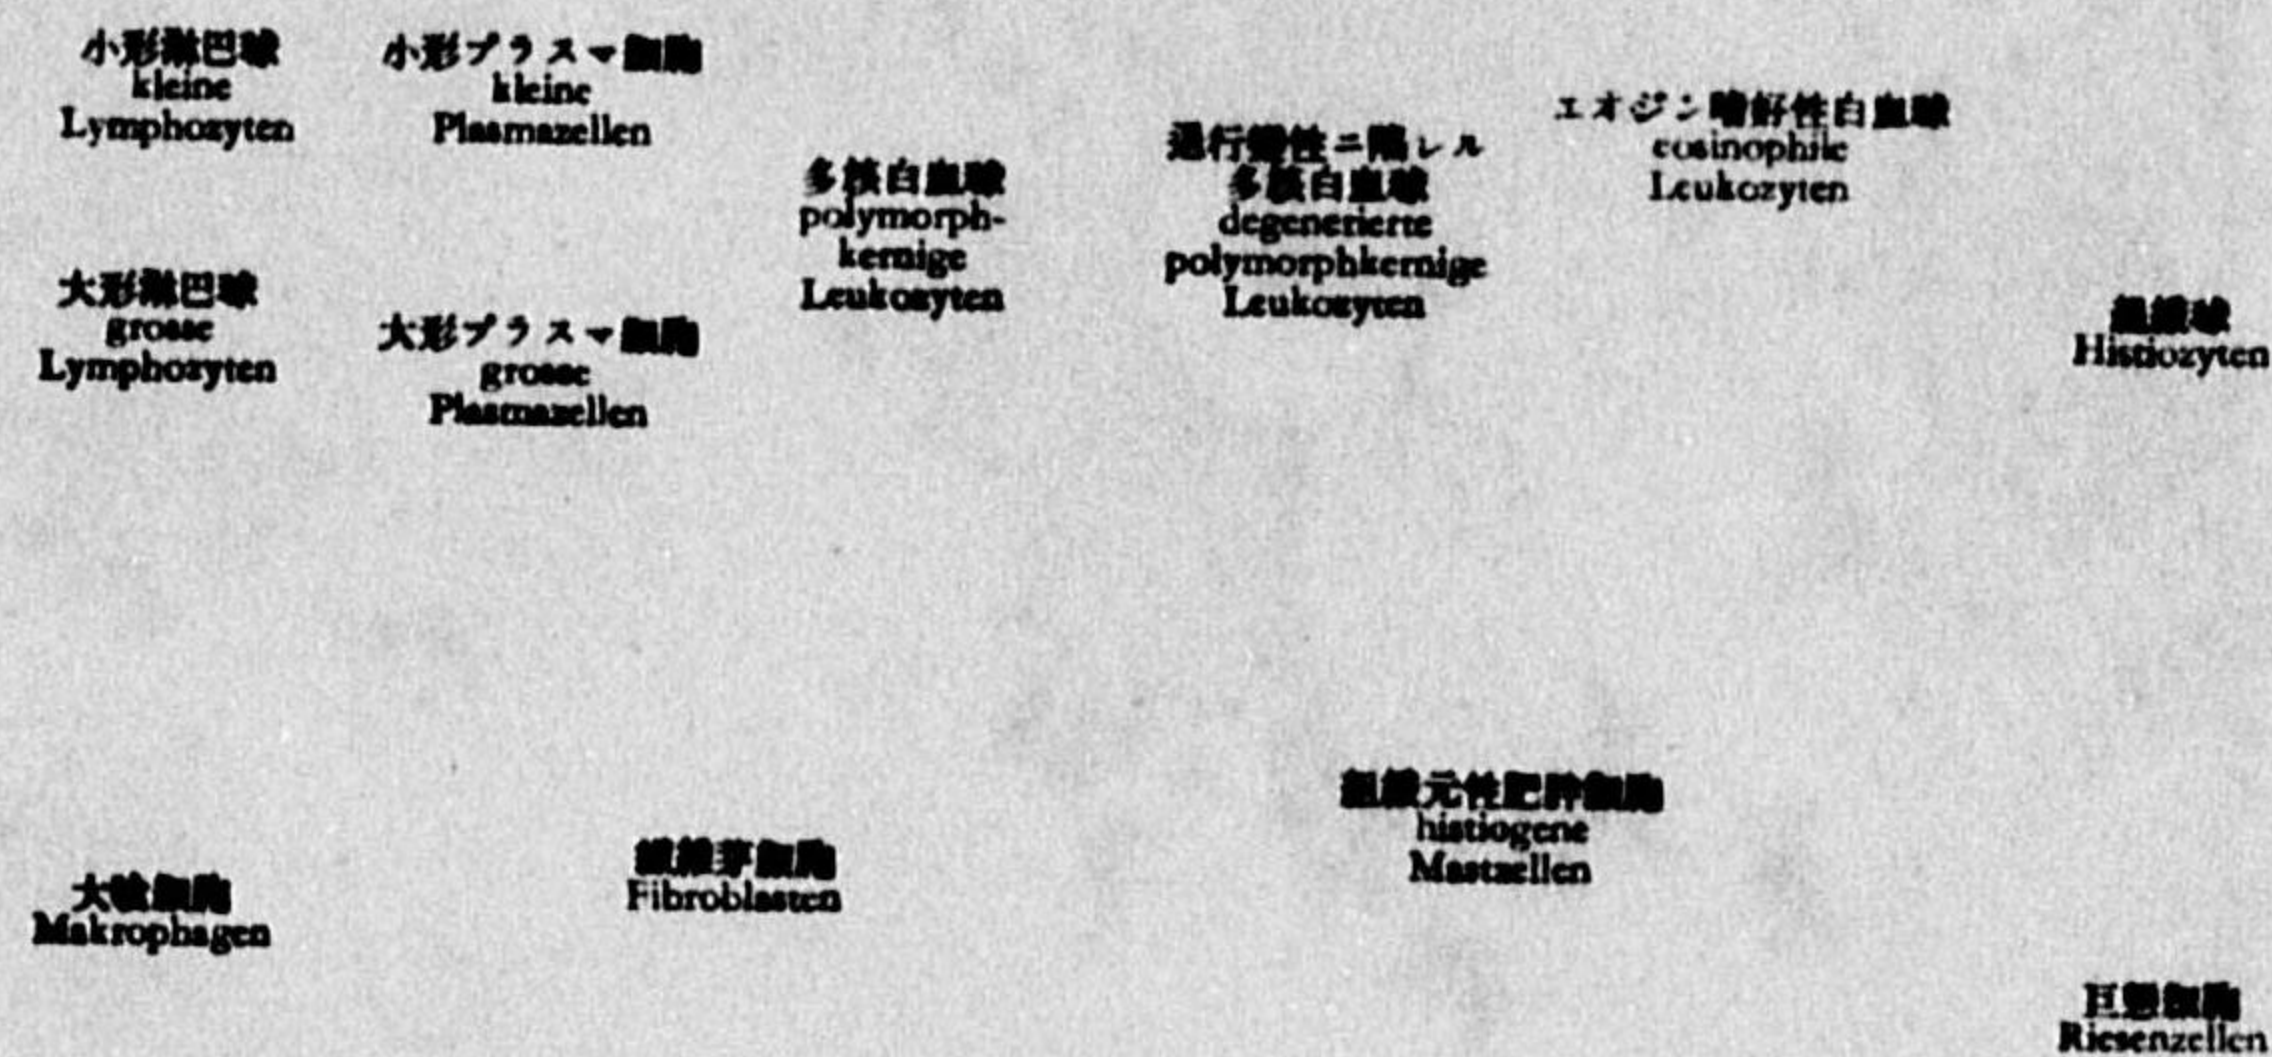 小形淋巴球
kleine
Lymphozyten
小形プラスマ細胞
kleine
Plasmazellen
多核白血球
polymorph-
kernige
Leukozyten
退行變性ニ陥レル
多核白血球
degenerierte
polymorphkernige
Leukozyten
エオジン嗜好性白血球
eosinophile
Leukozyten
大形淋巴球
grosse
Lymphozyten
大形プラスマ細胞
grosse
Plasmazellen
組織球
Histiozyten
大喰細胞
Makrophagen
纖維芽細胞
Fibroblasten
組織元性肥胖細胞
histiogene
Mastzellen
巨態細胞
Riesenzellen